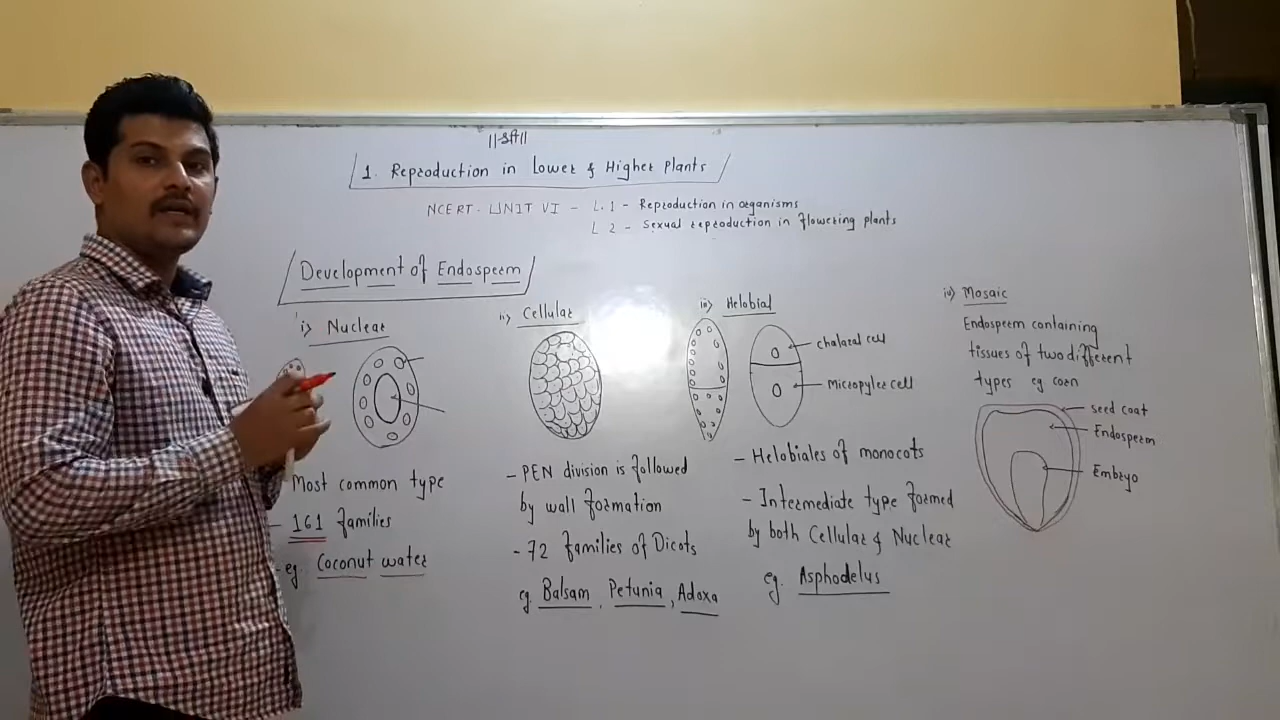 ||श्री||
1. Reproduction in Lower & Higher plants
NCERT - UNIT VI - L.1 - Reproduction in organisms
L 2 - Sexual reproduction in flowering plants
Development of Endosperm
i) Nuclear
Most common type
- 161 families
- eg. Coconut water
ii) Cellular
- PEN division is followed
by wall formation
- 72 families of Dicots
eg. Balsam, Petunia, Adoxa
iii) Helobial
chalazal cell
Micropyler cell
- Helobiales of monocots
- Intermediate type formed
by both Cellular & Nuclear
eg. Asphodelus
iv) Mosaic
Endosperm containing
tissues of two different
types eg corn
seed coat
Endosperm
Embryo